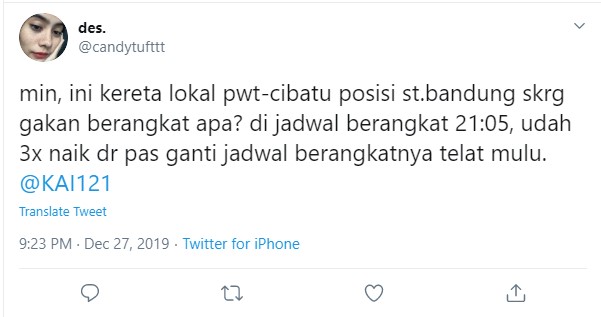 des.
@candytufttt
min, ini kereta lokal pwt-cibatu posisi st.bandung skrg
gakan berangkat apa? di jadwal berangkat 21:05, udah
3x naik dr pas ganti jadwal berangkatnya telat mulu.
@KAI121
Translate Tweet
9:23 PM · Dec 27, 2019 · Twitter for iPhone